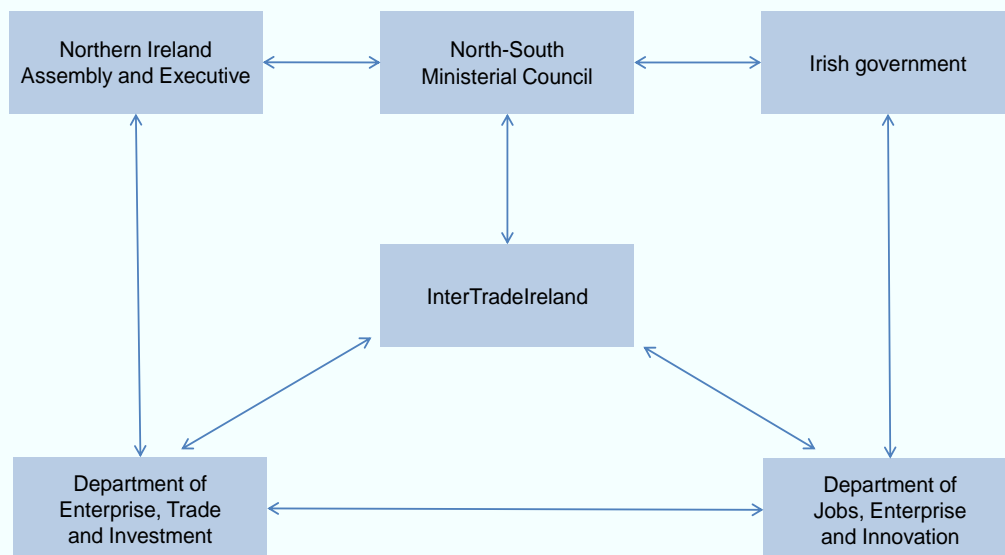 Northern Ireland
Assembly and Executive
North-South
Ministerial Council
Irish government
InterTradeIreland
Department of
Enterprise, Trade
and Investment
Department of
Jobs, Enterprise
and Innovation